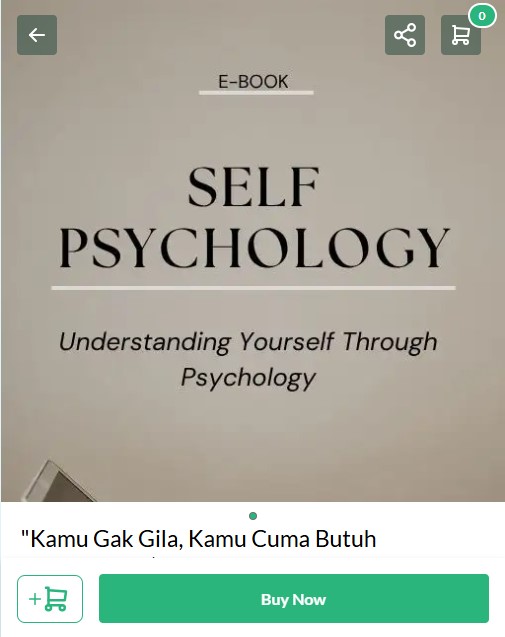 0
E-BOOK
SELF
PSYCHOLOGY
Understanding Yourself Through
Psychology
"Kamu Gak Gila, Kamu Cuma Butuh
+
Buy Now